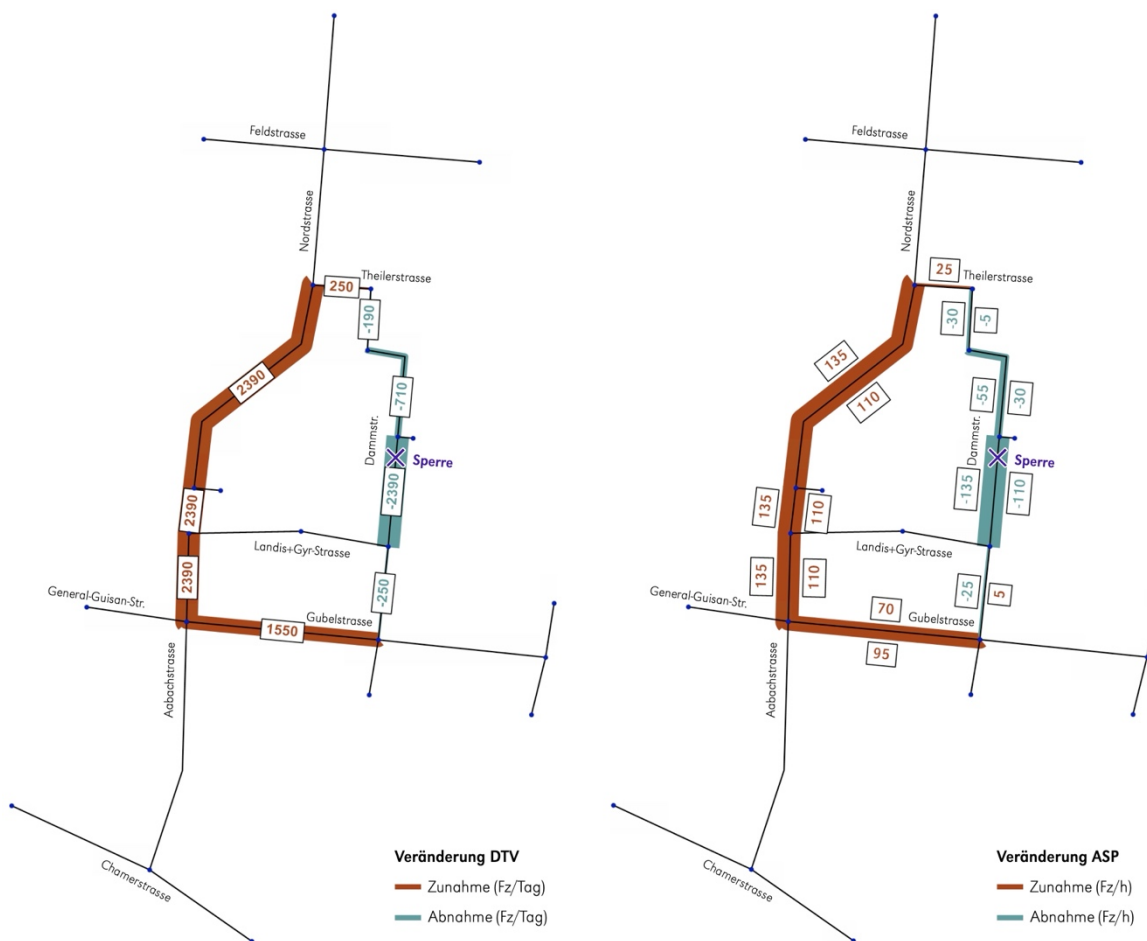 Feldstrasse
Nordstrasse
Theilerstrasse
250
-190
2390
-710
Dammstr.
Sperre
-2390
2390
Landis+Gyr-Strasse
2390
-250
General-Guisan-Str.
Gubelstrasse
1550
Aabachstrasse
Chamerstrasse
Veränderung DTV
Zunahme (Fz/Tag)
Abnahme (Fz/Tag)
Feldstrasse
Nordstrasse
25
Theilerstrasse
-30
-5
135
110
-55
-30
Dammstr.
Sperre
-135
-110
135
110
Landis+Gyr-Strasse
135
110
-25
5
General-Guisan-Str.
70
Gubelstrasse
95
Aabachstrasse
Chamerstrasse
Veränderung ASP
Zunahme (Fz/h)
Abnahme (Fz/h)